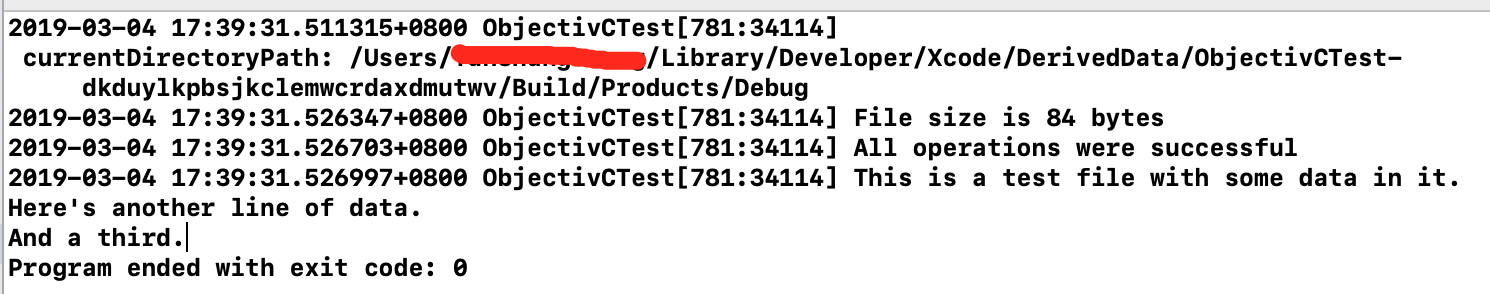 2019-03-04 17:39:31.511315+0800 ObjectivCTest[781:34114]
currentDirectoryPath: /Users/ /Library/Developer/Xcode/DerivedData/ObjectivCTest-
dkduylkpbsjkclemwcrdaxdmutwv/Build/Products/Debug
2019-03-04 17:39:31.526347+0800 ObjectivCTest[781:34114] File size is 84 bytes
2019-03-04 17:39:31.526703+0800 ObjectivCTest[781:34114] All operations were successful
2019-03-04 17:39:31.526997+0800 ObjectivCTest[781:34114] This is a test file with some data in it.
Here's another line of data.
And a third.
Program ended with exit code: 0